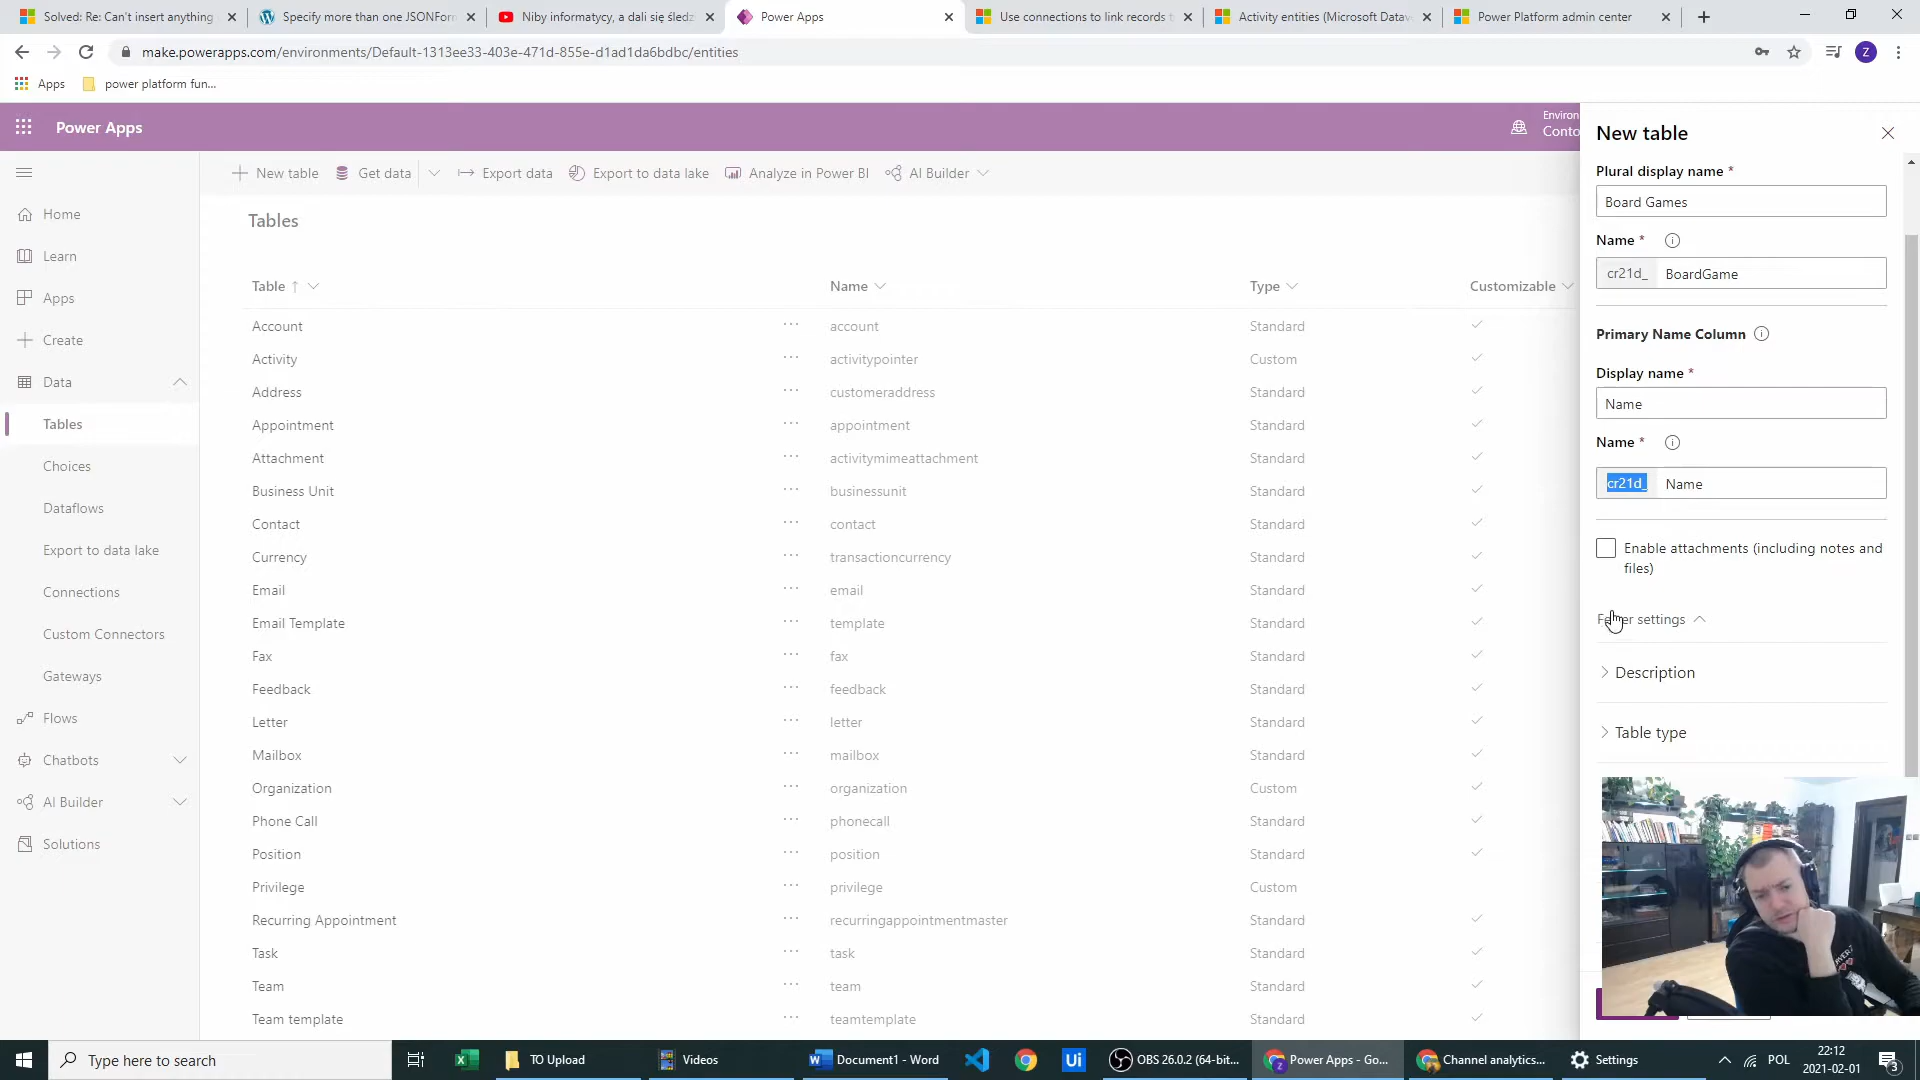 Solved: Re: Can't insert anything
Specify more than one JSONForm
Niby informatycy, a dali się śledz
Power Apps
Use connections to link records t
Activity entities (Microsoft Datav
Power Platform admin center
make.powerapps.com/environments/Default-1313ee33-403e-471d-855e-d1ad1da6bdbc/entities
Z
Apps
power platform fun...
Power Apps
Environ
Conto
New table
Get data
Export data
Export to data lake
Analyze in Power BI
AI Builder
Home
Learn
Apps
Create
Data
Tables
Choices
Dataflows
Export to data lake
Connections
Custom Connectors
Gateways
Flows
Chatbots
AI Builder
Solutions
Tables
Table ↑ Name Type Customizable
Account ··· account Standard
Activity ··· activitypointer Custom
Address ··· customeraddress Standard
Appointment ··· appointment Standard
Attachment ··· activitymimeattachment Standard
Business Unit ··· businessunit Standard
Contact ··· contact Standard
Currency ··· transactioncurrency Standard
Email ··· email Standard
Email Template ··· template Standard
Fax ··· fax Standard
Feedback ··· feedback Standard
Letter ··· letter Standard
Mailbox ··· mailbox Standard
Organization ··· organization Custom
Phone Call ··· phonecall Standard
Position ··· position Standard
Privilege ··· privilege Custom
Recurring Appointment ··· recurringappointmentmaster Standard
Task ··· task Standard
Team ··· team Standard
Team template ··· teamtemplate Standard
New table
Plural display name *
Board Games
Name *
cr21d_ BoardGame
Primary Name Column
Display name *
Name
Name *
cr21d_ Name
Enable attachments (including notes and
files)
settings
Description
Table type
Type here to search
TO Upload
Videos
Document1 - Word
Ui
OBS 26.0.2 (64-bit...
Power Apps - Go...
Channel analytics...
Settings
POL
22:12
2021-02-01
3